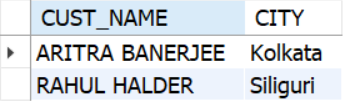 CUST_NAME CITY
ARITRA BANERJEE Kolkata
RAHUL HALDER Siliguri